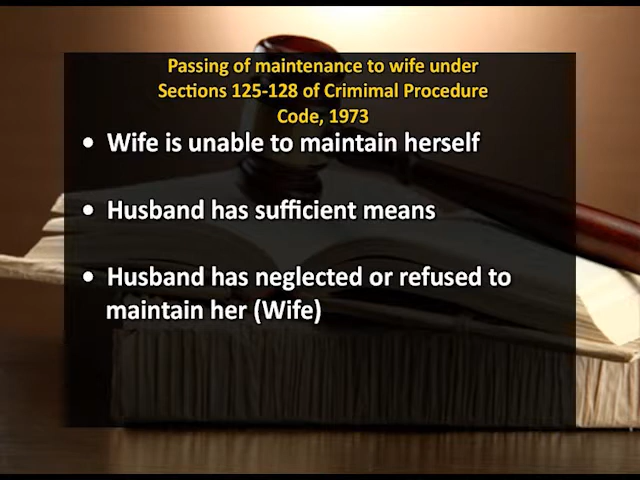 Passing of maintenance to wife under
Sections 125-128 of Crimimal Procedure
Code, 1973
• Wife is unable to maintain herself
• Husband has sufficient means
• Husband has neglected or refused to
maintain her (Wife)